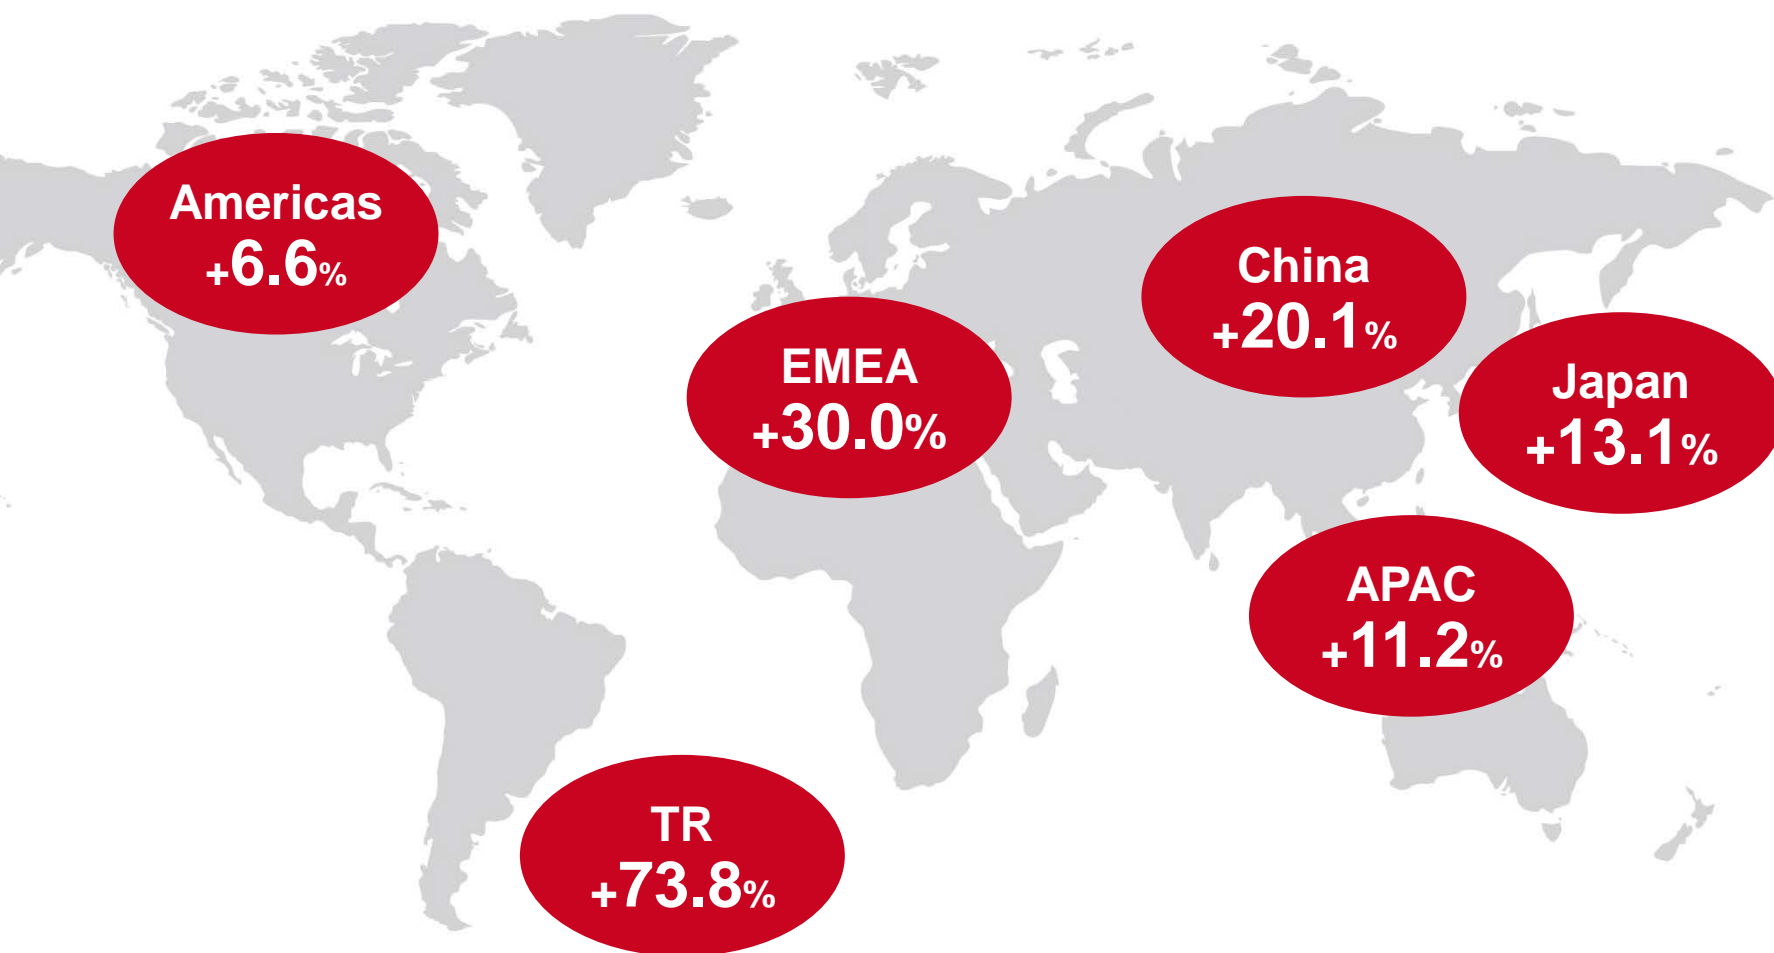 Americas
+6.6%
China
+20.1%
EMEA
+30.0%
Japan
+13.1%
APAC
+11.2%
TR
+73.8%